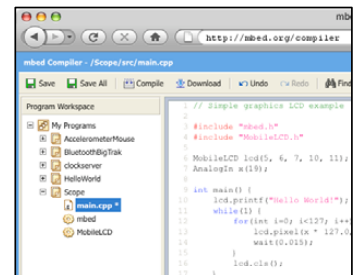 mbe
http://mbed.org/compiler
mbed Compiler - /Scope/src/main.cpp
Save Save All Compile Download Undo Redo Find
Program Workspace
My Programs
AccelerometerMouse
BluetoothBigTrak
clockserver
HelloWorld
Scope
main.cpp *
mbed
MobileLCD
1 // Simple graphics LCD example
2
3 #include "mbed.h"
4 #include "MobileLCD.h"
5
6 MobileLCD lcd(5, 6, 7, 10, 11);
7 AnalogIn x(19);
8
9 int main() {
10 lcd.printf("Hello World!");
11 while(1) {
12 for(int i=0; i<127; i++
13 lcd.pixel(x * 127.0,
14 wait(0.015);
15 }
16 lcd.cls();
17 }